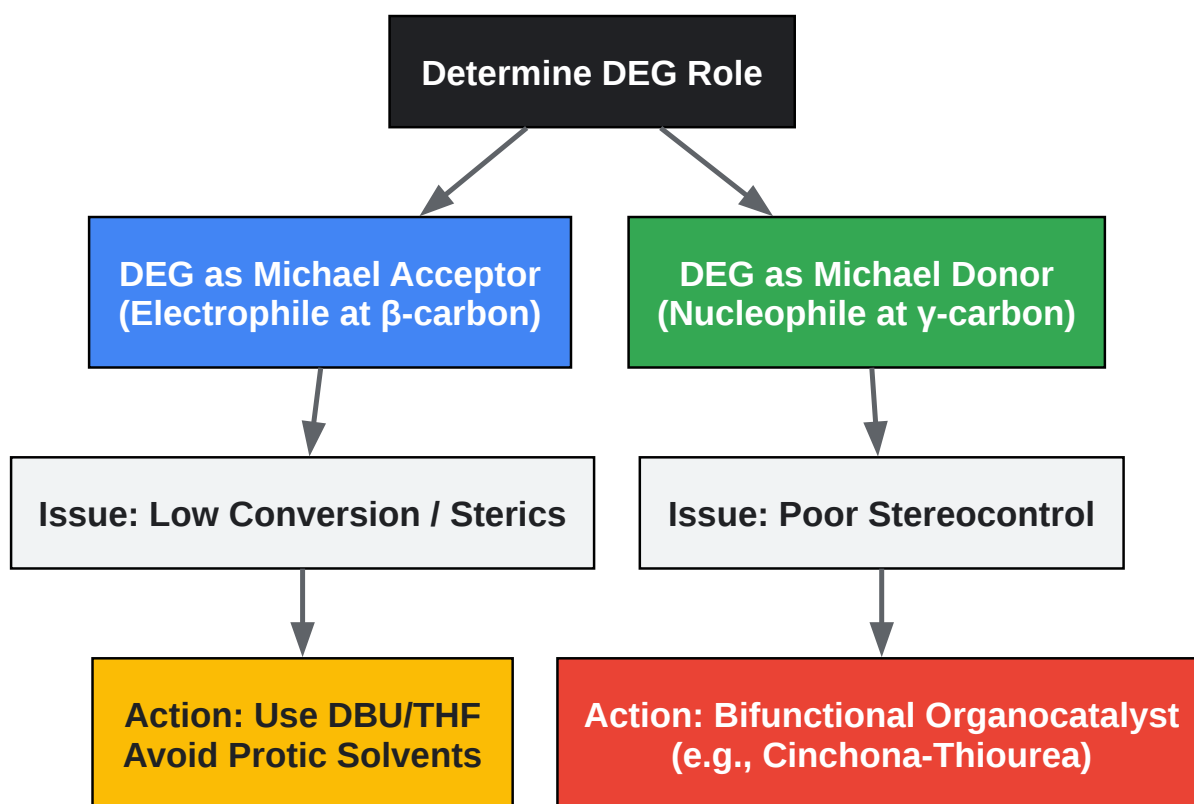 Determine DEG Role
DEG as Michael Acceptor
(Electrophile at β-carbon)
DEG as Michael Donor
(Nucleophile at γ-carbon)
Issue: Low Conversion / Sterics
Issue: Poor Stereocontrol
Action: Use DBU/THF
Avoid Protic Solvents
Action: Bifunctional Organocatalyst
(e.g., Cinchona-Thiourea)